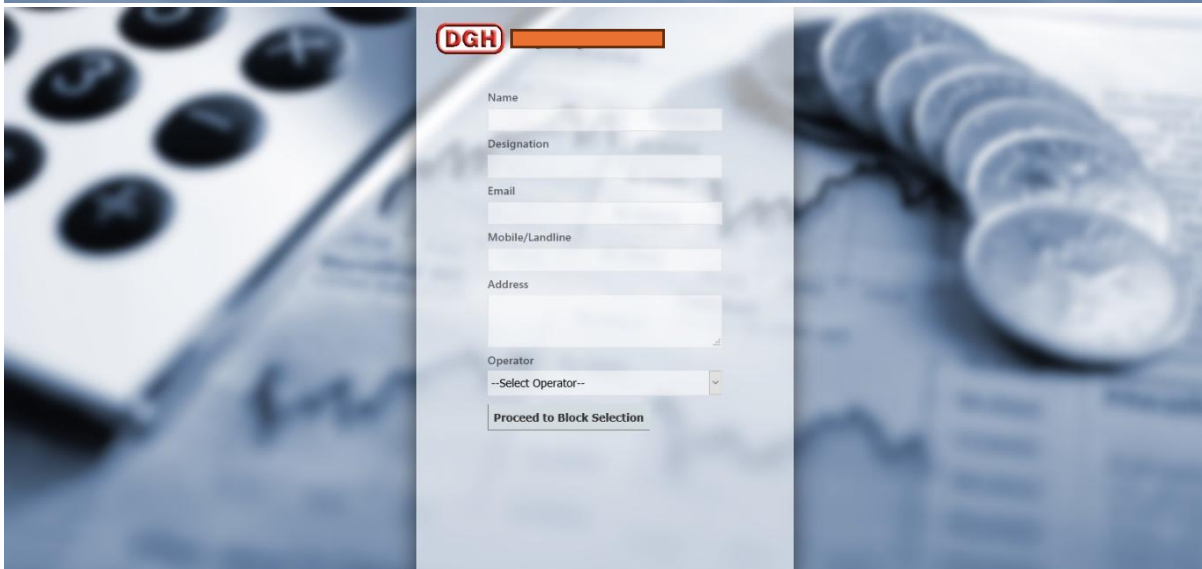 DGH
Name
Designation
Email
Mobile/Landline
Address
Operator
--Select Operator--
Proceed to Block Selection